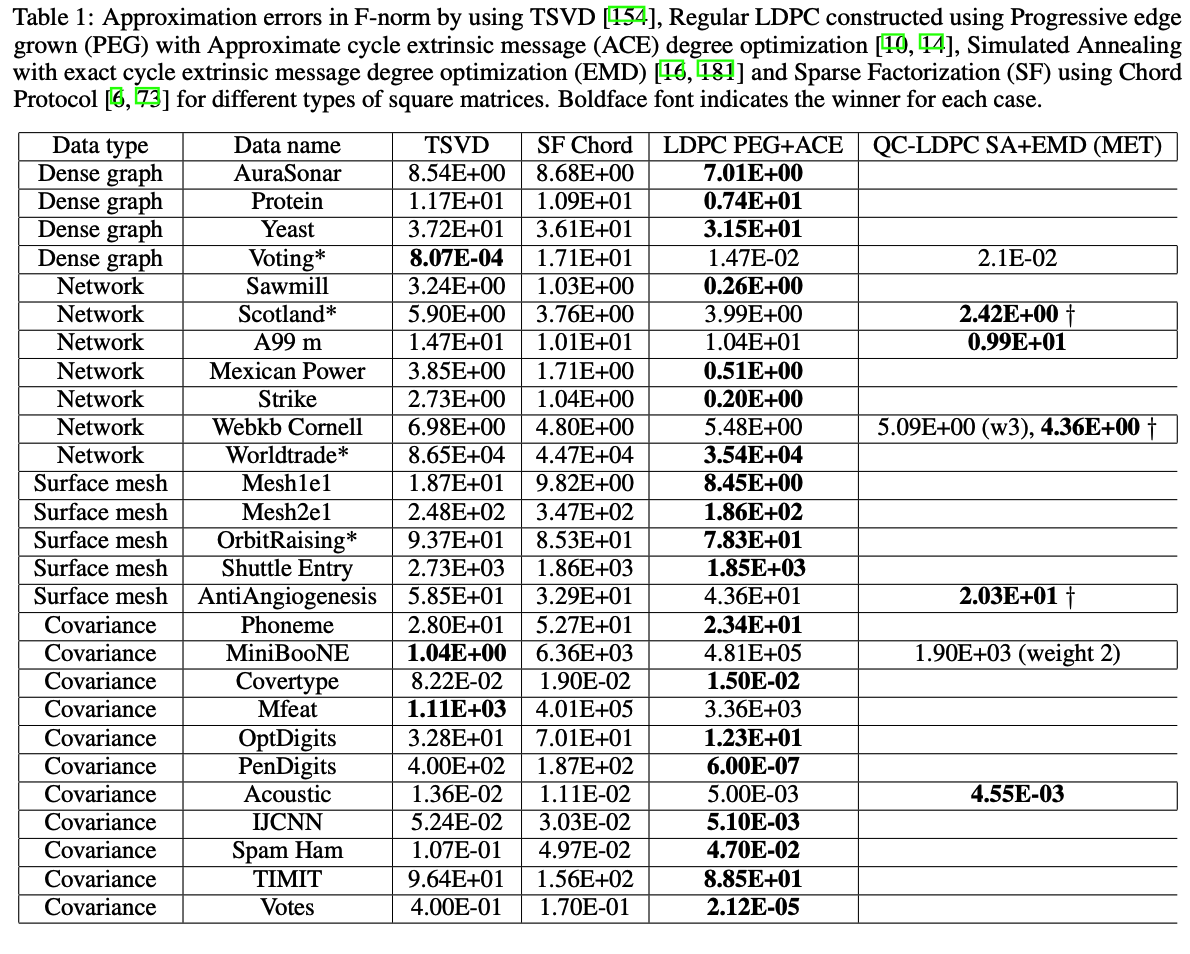 Table 1: Approximation errors in F-norm by using TSVD [154], Regular LDPC constructed using Progressive edge
grown (PEG) with Approximate cycle extrinsic message (ACE) degree optimization [10, 14], Simulated Annealing
with exact cycle extrinsic message degree optimization (EMD) [16, 181] and Sparse Factorization (SF) using Chord
Protocol [6, 73] for different types of square matrices. Boldface font indicates the winner for each case.
Data type Data name TSVD SF Chord LDPC PEG+ACE QC-LDPC SA+EMD (MET)
Dense graph AuraSonar 8.54E+00 8.68E+00 7.01E+00
Dense graph Protein 1.17E+01 1.09E+01 0.74E+01
Dense graph Yeast 3.72E+01 3.61E+01 3.15E+01
Dense graph Voting* 8.07E-04 1.71E+01 1.47E-02 2.1E-02
Network Sawmill 3.24E+00 1.03E+00 0.26E+00
Network Scotland* 5.90E+00 3.76E+00 3.99E+00 2.42E+00 †
Network A99 m 1.47E+01 1.01E+01 1.04E+01 0.99E+01
Network Mexican Power 3.85E+00 1.71E+00 0.51E+00
Network Strike 2.73E+00 1.04E+00 0.20E+00
Network Webkb Cornell 6.98E+00 4.80E+00 5.48E+00 5.09E+00 (w3), 4.36E+00 †
Network Worldtrade* 8.65E+04 4.47E+04 3.54E+04
Surface mesh Mesh1e1 1.87E+01 9.82E+00 8.45E+00
Surface mesh Mesh2e1 2.48E+02 3.47E+02 1.86E+02
Surface mesh OrbitRaising* 9.37E+01 8.53E+01 7.83E+01
Surface mesh Shuttle Entry 2.73E+03 1.86E+03 1.85E+03
Surface mesh AntiAngiogenesis 5.85E+01 3.29E+01 4.36E+01 2.03E+01 †
Covariance Phoneme 2.80E+01 5.27E+01 2.34E+01
Covariance MiniBooNE 1.04E+00 6.36E+03 4.81E+05 1.90E+03 (weight 2)
Covariance Covertype 8.22E-02 1.90E-02 1.50E-02
Covariance Mfeat 1.11E+03 4.01E+05 3.36E+03
Covariance OptDigits 3.28E+01 7.01E+01 1.23E+01
Covariance PenDigits 4.00E+02 1.87E+02 6.00E-07
Covariance Acoustic 1.36E-02 1.11E-02 5.00E-03 4.55E-03
Covariance IJCNN 5.24E-02 3.03E-02 5.10E-03
Covariance Spam Ham 1.07E-01 4.97E-02 4.70E-02
Covariance TIMIT 9.64E+01 1.56E+02 8.85E+01
Covariance Votes 4.00E-01 1.70E-01 2.12E-05